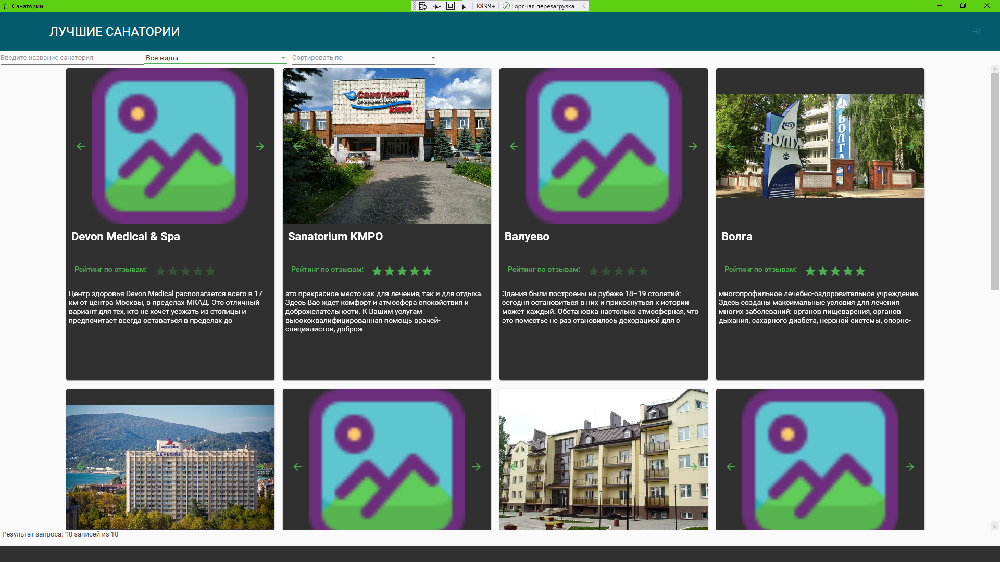 Санатории
99+
Горячая перезагрузка
ЛУЧШИЕ САНАТОРИИ
Введите название санатория
Все виды
Сортировать по
Санаторий
ПРОФИЛАКТОРИЙ
КМПО
POZIS
ВОЛГА
ВОЛГА
САНАТОРИЙ
ПРОФИЛАКТОРИЙ
Devon Medical & Spa
Sanatorium KMPO
Валуево
Волга
Рейтинг по отзывам:
Рейтинг по отзывам:
Рейтинг по отзывам:
Рейтинг по отзывам:
Центр здоровья Devon Medical располагается всего в 17
км от центра Москвы, в пределах МКАД. Это отличный
вариант для тех, кто не хочет уезжать из столицы и
предпочитает всегда оставаться в пределах до
это прекрасное место как для лечения, так и для отдыха.
Здесь Вас ждет комфорт и атмосфера спокойствия и
доброжелательности. К Вашим услугам
высококвалифицированная помощь врачей-
специалистов, доброж
Здания были построены на рубеже 18–19 столетий:
сегодня остановиться в них и прикоснуться к истории
может каждый. Обстановка настолько атмосферная, что
это поместье не раз становилось декорацией для с
многопрофильное лечебно-оздоровительное учреждение.
Здесь созданы максимальные условия для лечения
многих заболеваний: органов пищеварения, органов
дыхания, сахарного диабета, нервной системы, опорно-
ДЕЛЬФИН
Результат запроса: 10 записей из 10